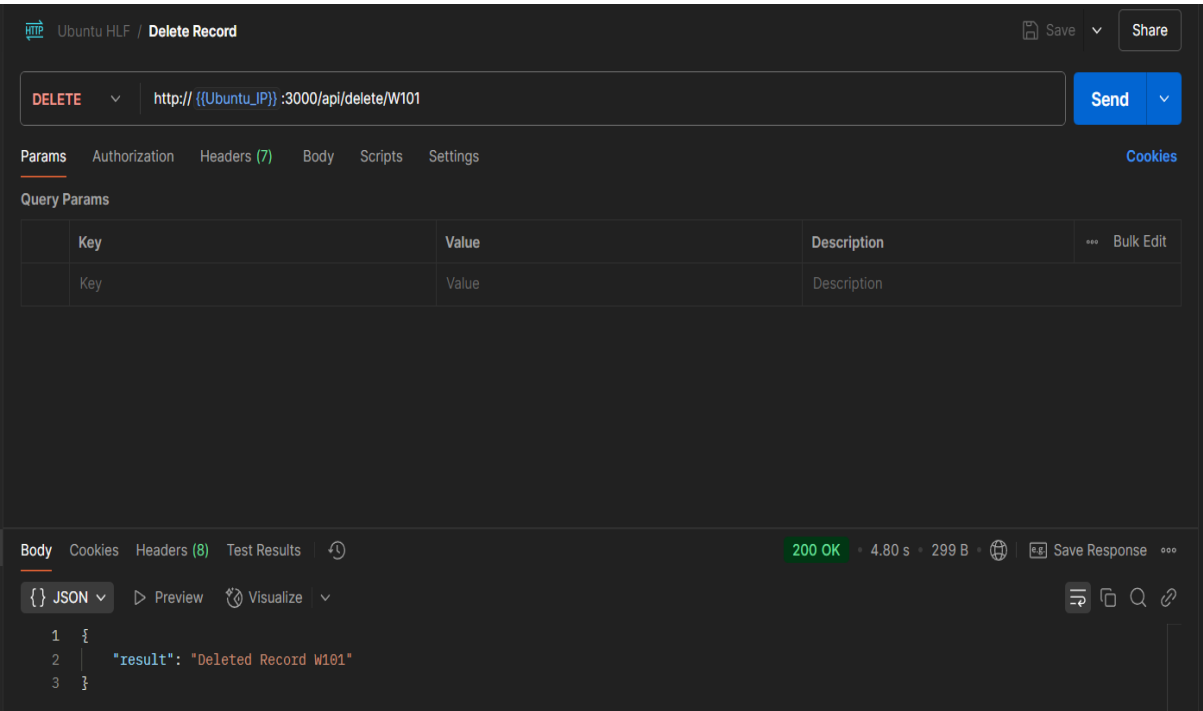 HTTP Ubuntu HLF / Delete Record Save Share
DELETE http:// {{Ubuntu_IP}} :3000/api/delete/W101 Send
Params Authorization Headers (7) Body Scripts Settings Cookies
Query Params
Key Value Description Bulk Edit
Key Value Description
Body Cookies Headers (8) Test Results 200 OK • 4.80 s • 299 B • e.g. Save Response
{} JSON Preview Visualize
1 {
2 "result": "Deleted Record W101"
3 }